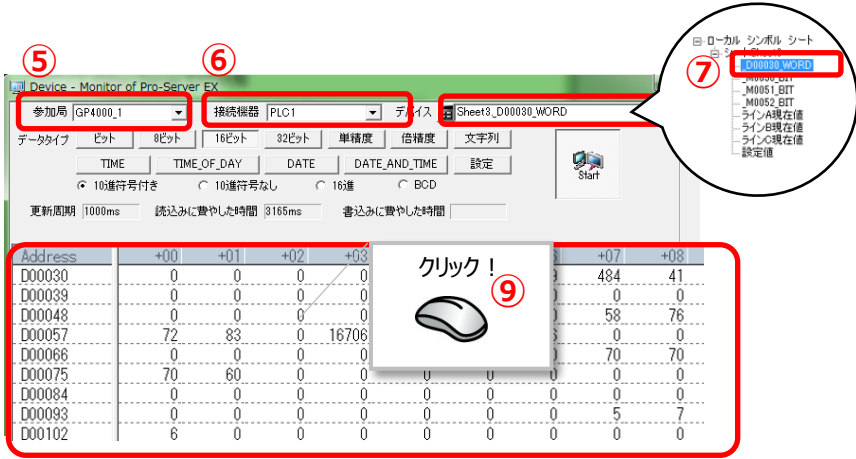 ⑤
⑥
⑦
Device - Monitor of Pro-Server EX
参加局 GP4000_1 接続機器 PLC1 デバイス Sheet3_D00030_WORD
データタイプ ビット 8ビット 16ビット 32ビット 単精度 倍精度 文字列
TIME TIME_OF_DAY DATE DATE_AND_TIME 設定
Start
10進符号付き 10進符号なし 16進 BCD
更新周期 1000ms 読込みに費やした時間 3165ms 書込みに費やした時間
ローカル シンボル シート
_D00030_WORD
_M0050_BIT
_M0051_BIT
_M0052_BIT
ラインA現在値
ラインB現在値
ラインC現在値
設定値
Address +00 +01 +02 +03 +07 +08
D00030 0 0 0 0 484 41
D00039 0 0 0 0 0 0
D00048 0 0 0 0 58 76
D00057 72 83 0 16706 0 0
D00066 0 0 0 0 70 70
D00075 70 60 0 0 0 0 0 0 0
D00084 0 0 0 0 0 0 0 0 0
D00093 0 0 0 0 0 0 0 5 7
D00102 6 0 0 0 0 0 0 0 0
クリック！
⑨